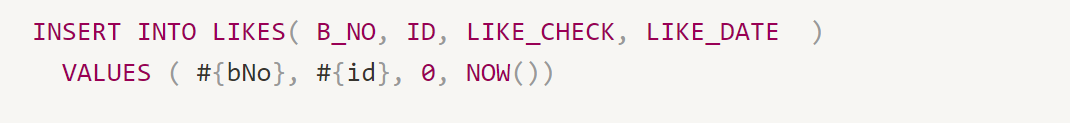 INSERT INTO LIKES( B_NO, ID, LIKE_CHECK, LIKE_DATE  )
VALUES ( #{bNo}, #{id}, 0, NOW())